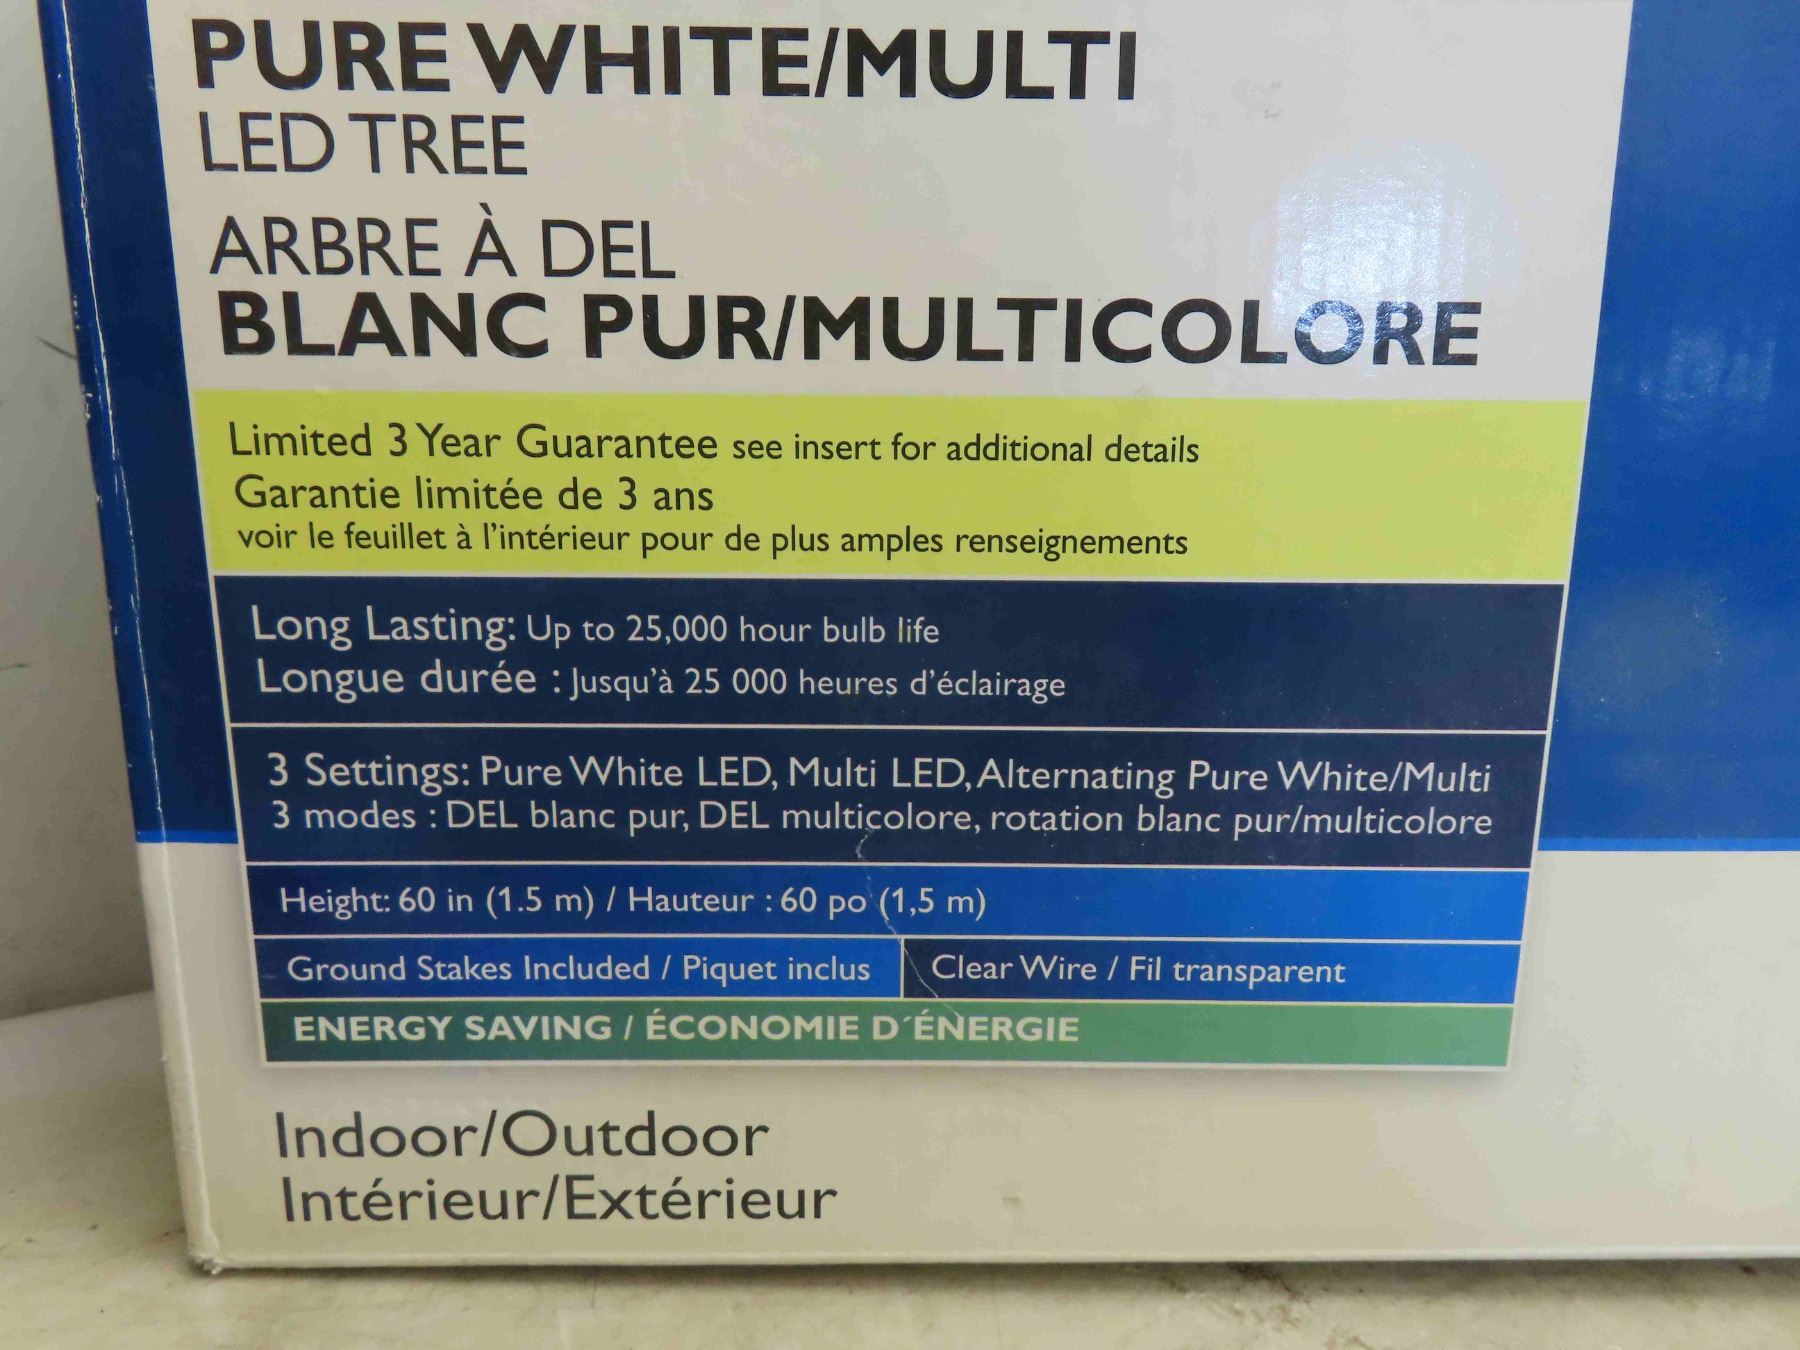 PURE WHITE/MULTI
LED TREE
ARBRE À DEL
BLANC PUR/MULTICOLORE
Limited 3 Year Guarantee see insert for additional details
Garantie limitée de 3 ans
voir le feuillet à l'intérieur pour de plus amples renseignements
Long Lasting: Up to 25,000 hour bulb life
Longue durée : Jusqu'à 25 000 heures d'éclairage
3 Settings: Pure White LED, Multi LED, Alternating Pure White/Multi
3 modes : DEL blanc pur, DEL multicolore, rotation blanc pur/multicolore
Height: 60 in (1.5 m) / Hauteur : 60 po (1,5 m)
Ground Stakes Included / Piquet inclus
Clear Wire / Fil transparent
ENERGY SAVING / ÉCONOMIE D´ÉNERGIE
Indoor/Outdoor
Intérieur/Extérieur